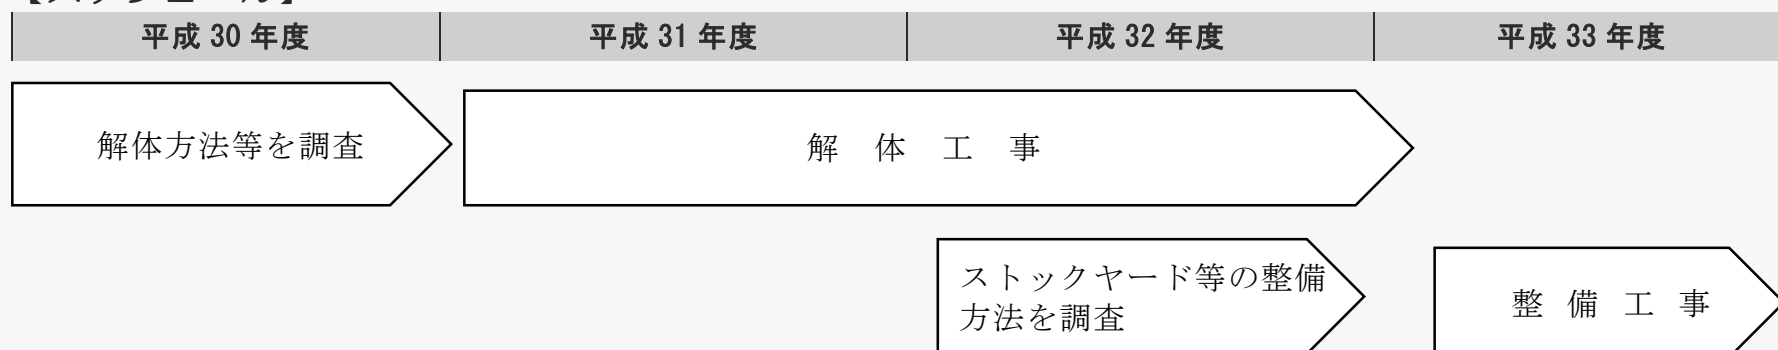 平成 30 年度 平成 31 年度 平成 32 年度 平成 33 年度
解体方法等を調査
解 体 工 事
ストックヤード等の整備
方法を調査
整 備 工 事